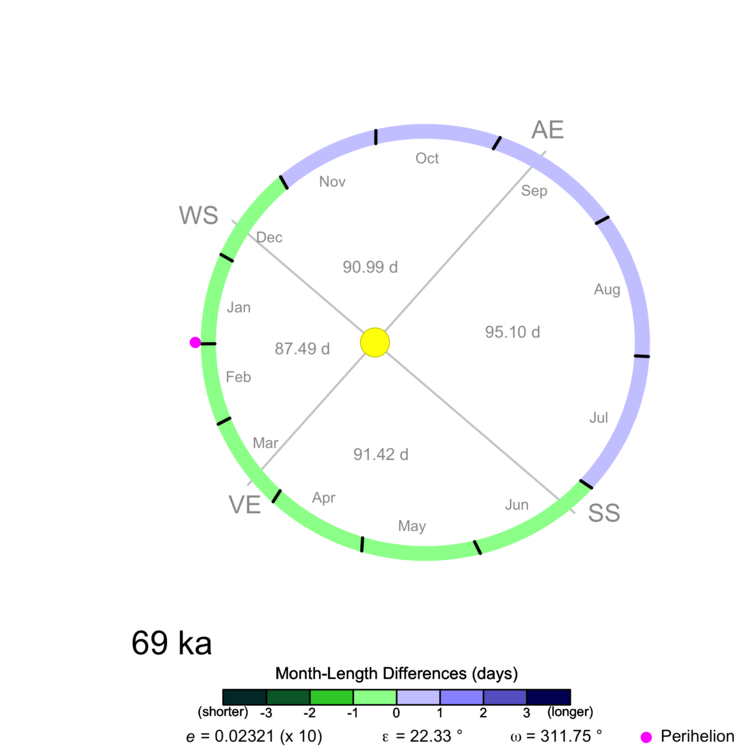 AE
Oct
Nov
Sep
WS
Dec
90.99 d
Aug
Jan
95.10 d
87.49 d
Feb
Jul
Mar
91.42 d
Apr
VE
Jun
SS
May
69 ka
Month-Length Differences (days)
(shorter) -3 -2 -1 0 1 2 3 (longer)
e = 0.02321 (x 10) ε = 22.33 ° ω = 311.75 ° Perihelion